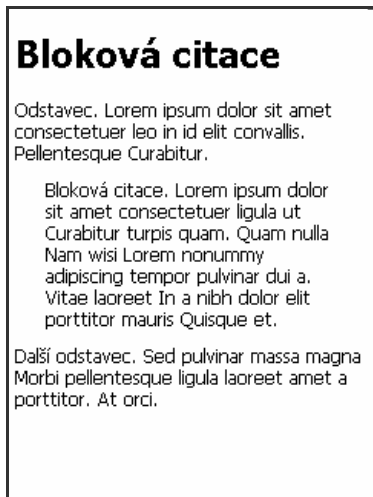 Bloková citace
Odstavec. Lorem ipsum dolor sit amet
consectetuer leo in id elit convallis.
Pellentesque Curabitur.
Bloková citace. Lorem ipsum dolor
sit amet consectetuer ligula ut
Curabitur turpis quam. Quam nulla
Nam wisi Lorem nonummy
adipiscing tempor pulvinar dui a.
Vitae laoreet In a nibh dolor elit
porttitor mauris Quisque et.
Další odstavec. Sed pulvinar massa magna
Morbi pellentesque ligula laoreet amet a
porttitor. At orci.